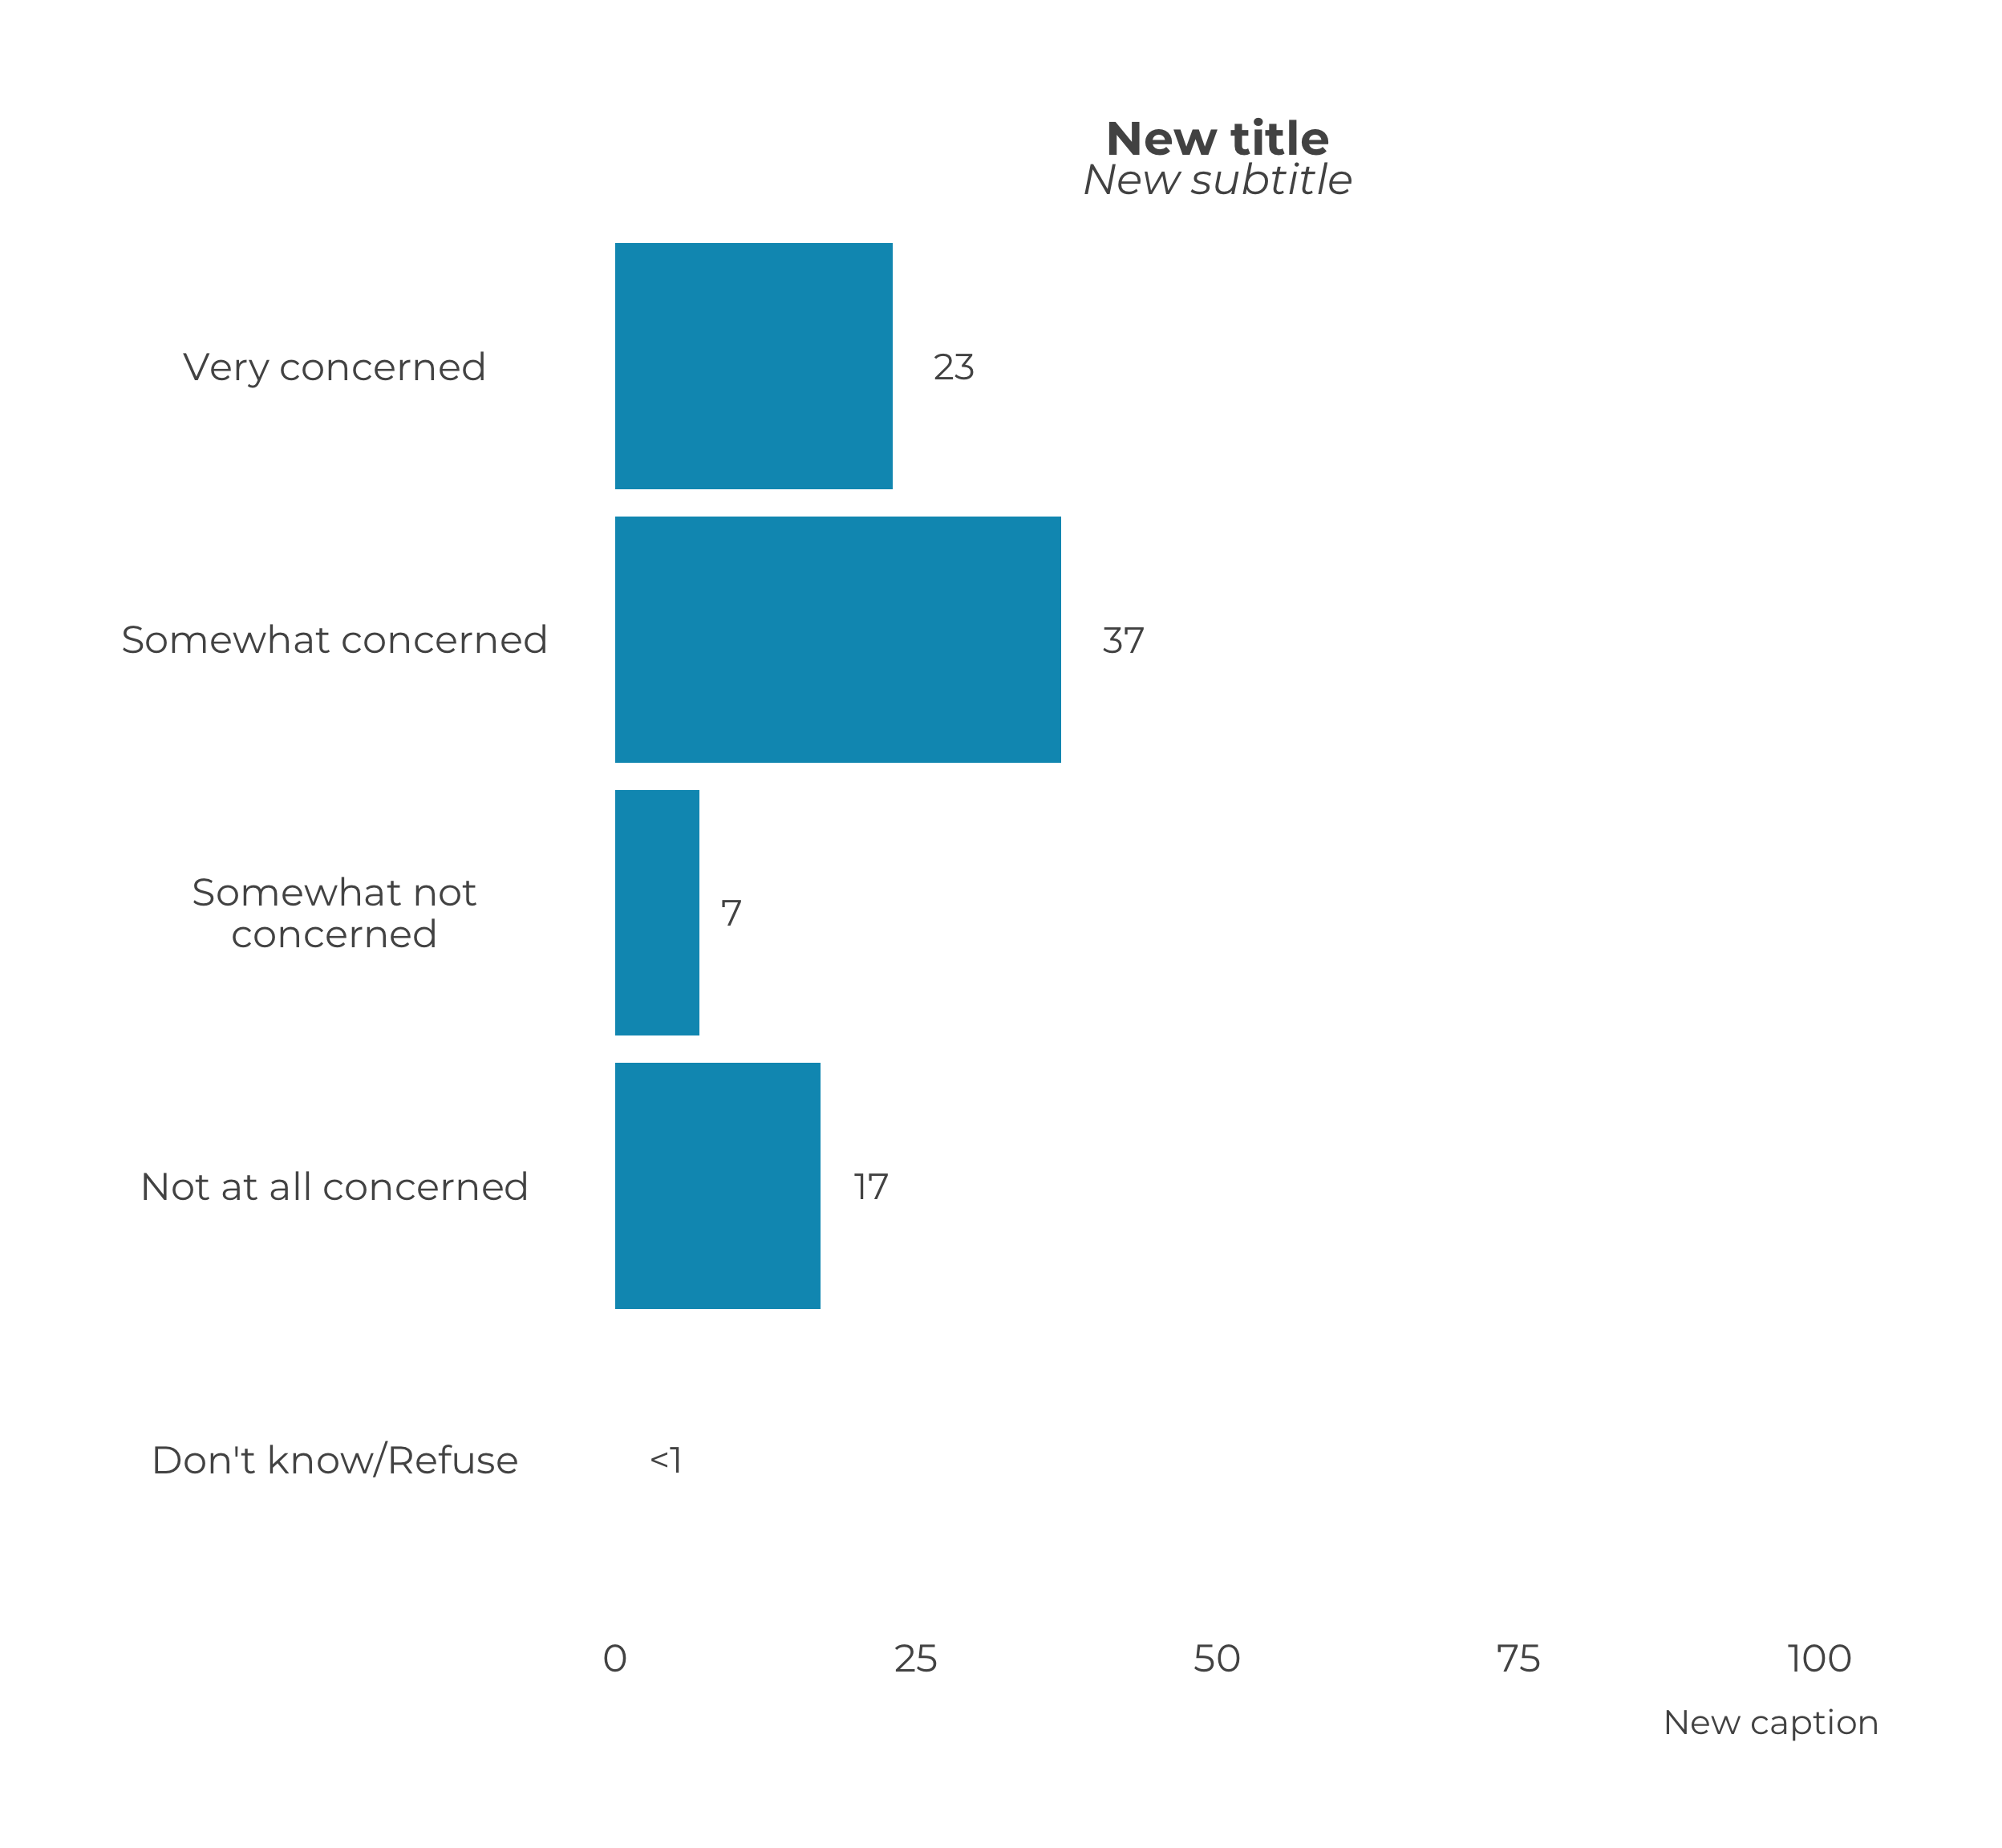 New title
New subtitle
Very concerned
23
Somewhat concerned
37
Somewhat not
concerned
7
Not at all concerned
17
Don't know/Refuse
<1
0 25 50 75 100
New caption